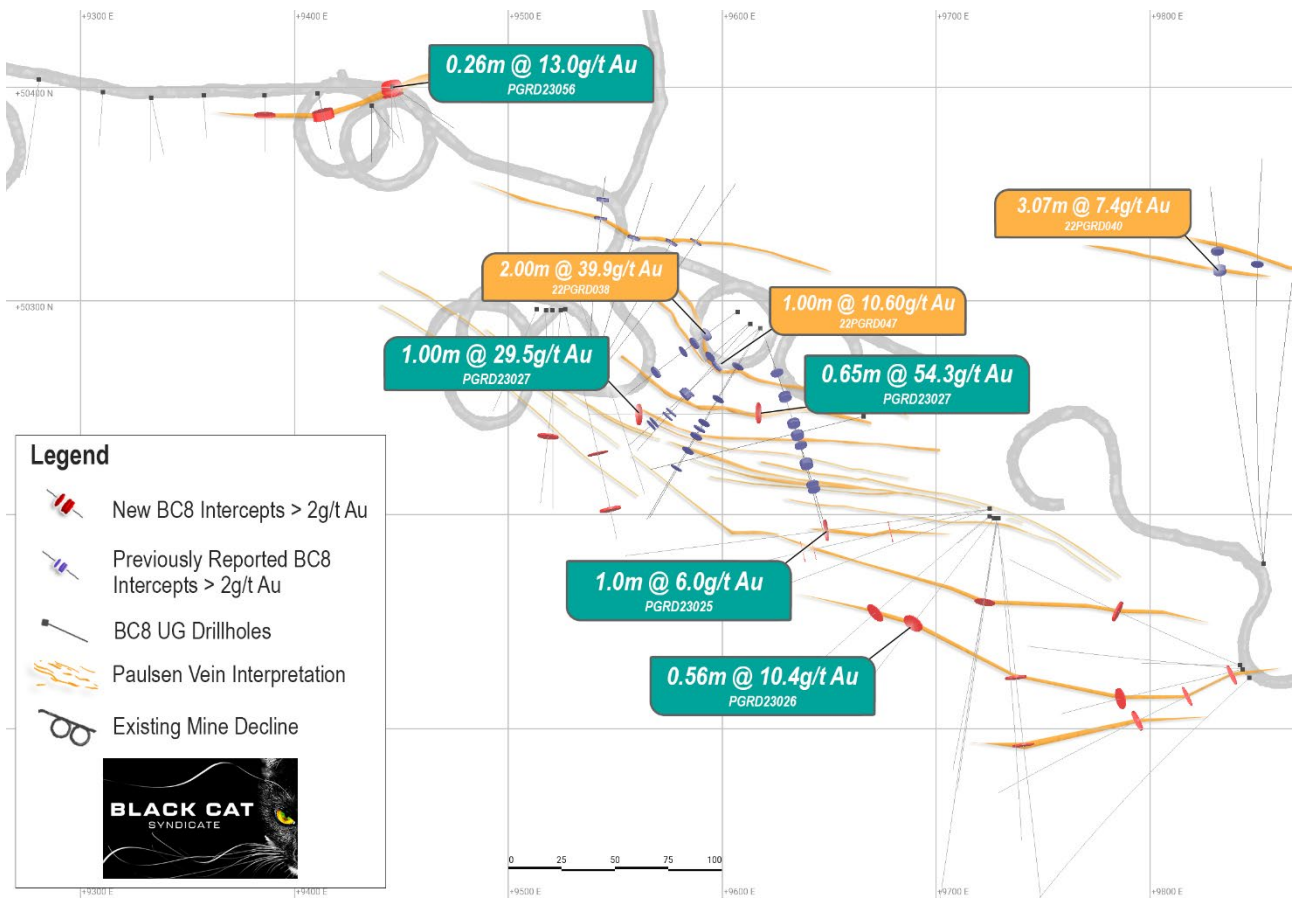 +9300 E
+9400 E
+9500 E
+9600 E
+9700 E
+9800 E
+50400 N
0.26m @ 13.0g/t Au
PGRD23056
3.07m @ 7.4g/t Au
22PGRD040
2.00m @ 39.9g/t Au
22PGRD038
+50300 N
1.00m @ 10.60g/t Au
22PGRD047
1.00m @ 29.5g/t Au
PGRD23027
0.65m @ 54.3g/t Au
PGRD23027
Legend
New BC8 Intercepts > 2g/t Au
Previously Reported BC8
Intercepts > 2g/t Au
BC8 UG Drillholes
Paulsen Vein Interpretation
Existing Mine Decline
BLACK CAT
SYNDICATE
1.0m @ 6.0g/t Au
PGRD23025
0.56m @ 10.4g/t Au
PGRD23026
0 25 50 75 100
+9300 E
+9400 E
+9500 E
+9600 E
+9700 E
+9800 E